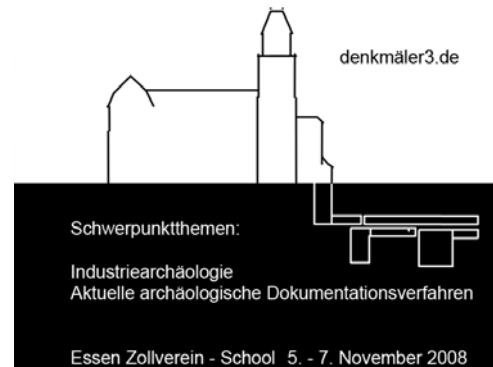 denkmäler3.de
Schwerpunktthemen:
Industriearchäologie
Aktuelle archäologische Dokumentationsverfahren
Essen Zollverein - School 5. - 7. November 2008